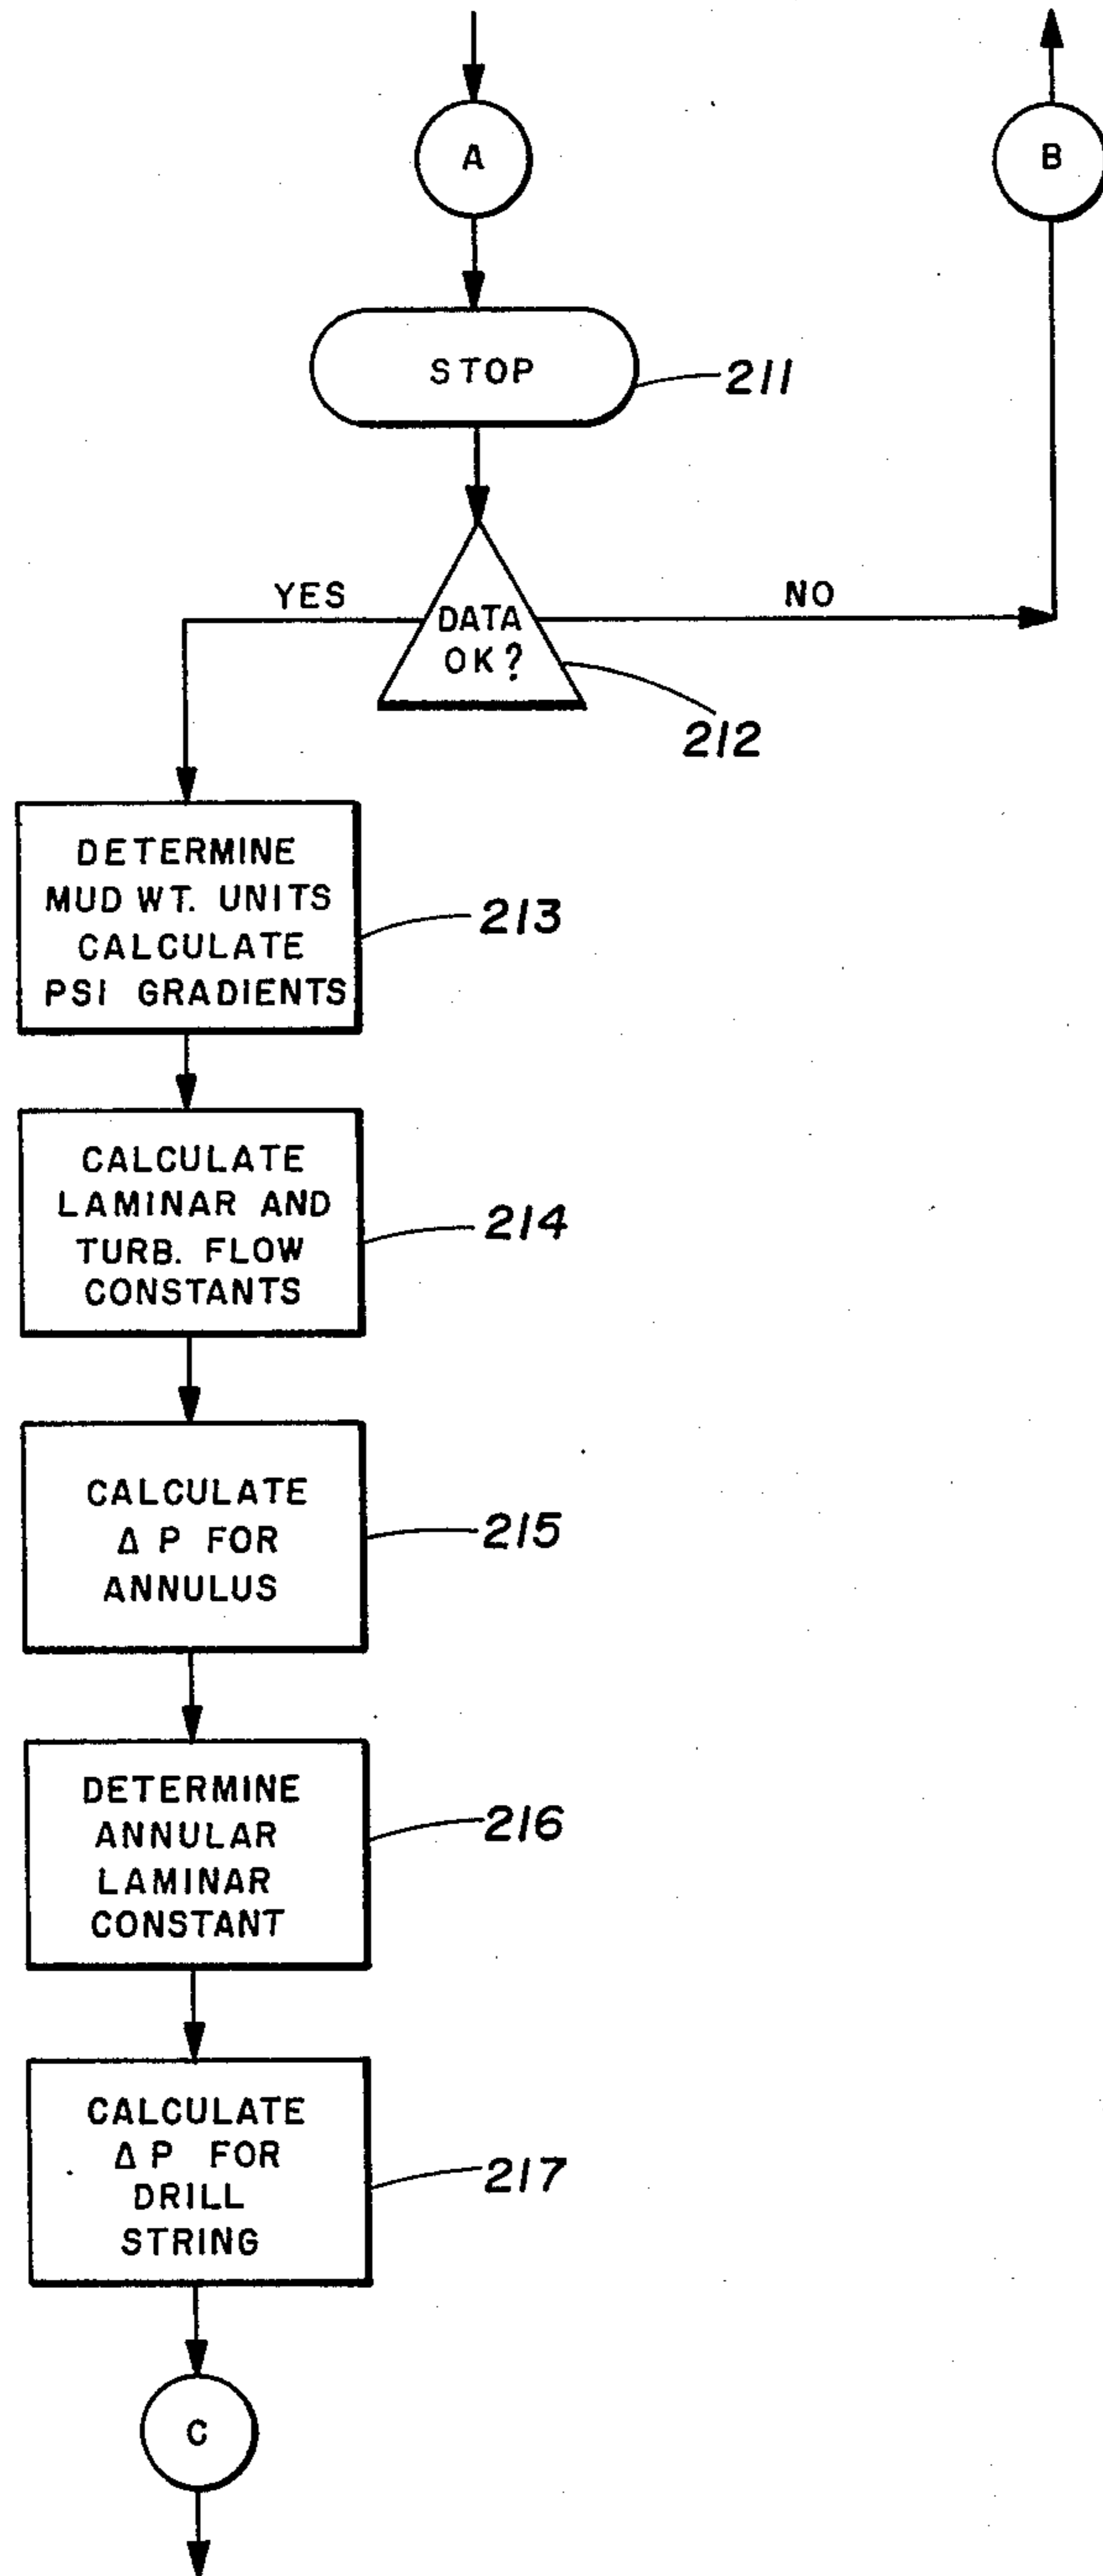 A
B
STOP
211
YES
NO
DATA
OK?
212
DETERMINE
MUD WT. UNITS
CALCULATE
PSI GRADIENTS
213
CALCULATE
LAMINAR AND
TURB. FLOW
CONSTANTS
214
CALCULATE
Δ P FOR
ANNULUS
215
DETERMINE
ANNULAR
LAMINAR
CONSTANT
216
CALCULATE
Δ P FOR
DRILL
STRING
217
C